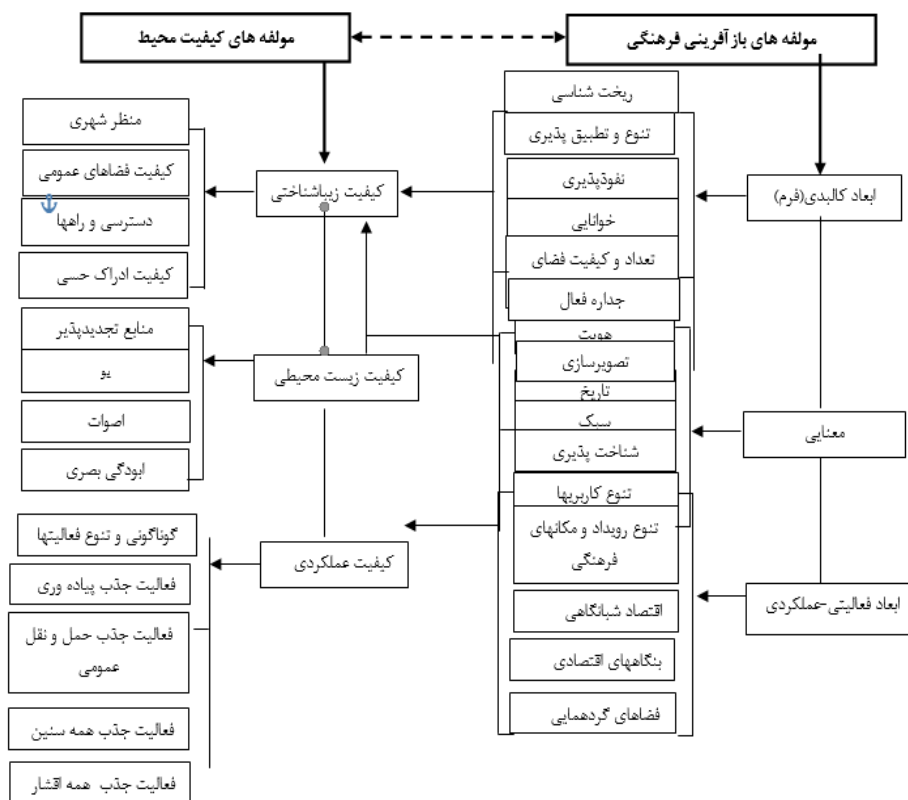 مولفه های باز آفرینی فرهنگی
مولفه های کیفیت محیط
ابعاد کالبدی(فرم)
معنایی
ابعاد فعالیتی-عملکردی
ریخت شناسی
تنوع و تطبیق پذیری
نفوذپذیری
خوانایی
تعداد و کیفیت فضای
جداره فعال
هویت
تصویرسازی
تاریخ
سبک
شناخت پذیری
تنوع کاربریها
تنوع رویداد و مکانهای
فرهنگی
اقتصاد شبانگاهی
بنگاههای اقتصادی
فضاهای گردهمایی
کیفیت زیباشناختی
کیفیت زیست محیطی
کیفیت عملکردی
منظر شهری
کیفیت فضاهای عمومی
دسترسی و راهها
کیفیت ادراک حسی
منابع تجدیدپذیر
بو
اصوات
ابودگی بصری
گوناگونی و تنوع فعالیتها
فعالیت جذب پیاده وری
فعالیت جذب حمل و نقل
عمومی
فعالیت جذب همه سنین
فعالیت جذب همه اقشار